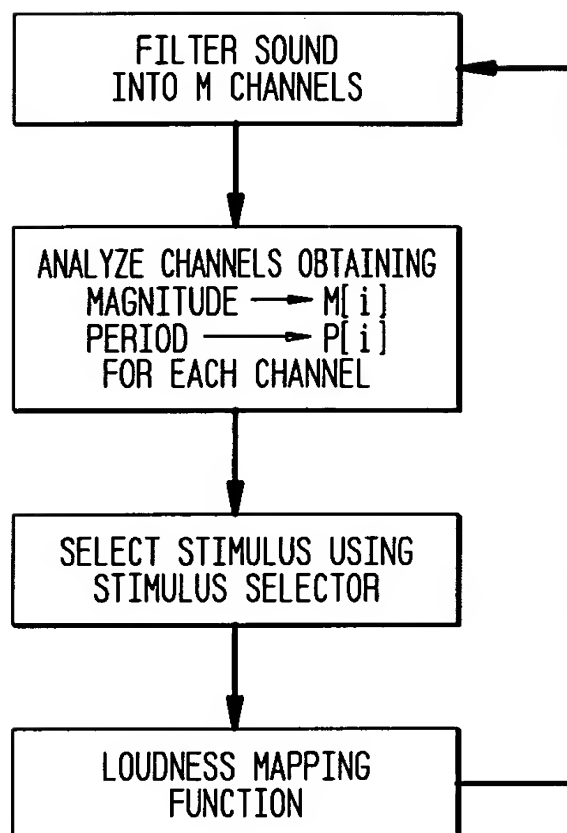 FILTER SOUND
INTO M CHANNELS
ANALYZE CHANNELS OBTAINING
MAGNITUDE → M[i]
PERIOD → P[i]
FOR EACH CHANNEL
SELECT STIMULUS USING
STIMULUS SELECTOR
LOUDNESS MAPPING
FUNCTION